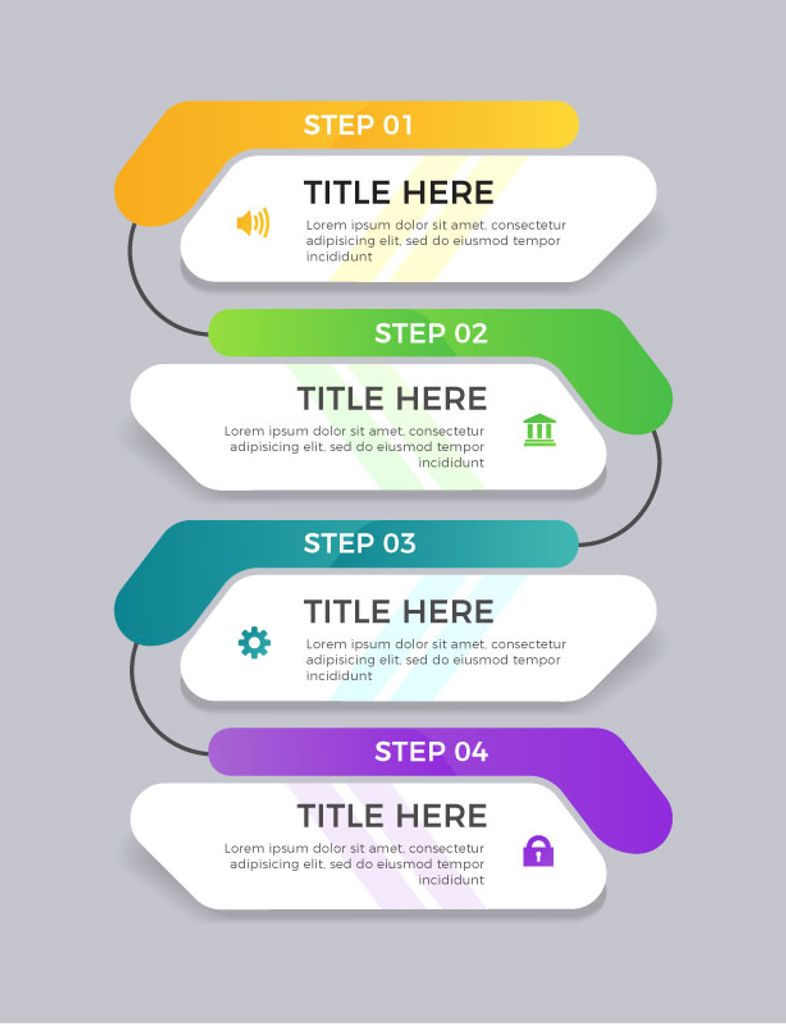 STEP 01
TITLE HERE
Lorem ipsum dolor sit amet, consectetur
adipisicing elit, sed do eiusmod tempor
incididunt
STEP 02
TITLE HERE
Lorem ipsum dolor sit amet, consectetur
adipisicing elit, sed do eiusmod tempor
incididunt
STEP 03
TITLE HERE
Lorem ipsum dolor sit amet, consectetur
adipisicing elit, sed do eiusmod tempor
incididunt
STEP 04
TITLE HERE
Lorem ipsum dolor sit amet, consectetur
adipisicing elit, sed do eiusmod tempor
incididunt